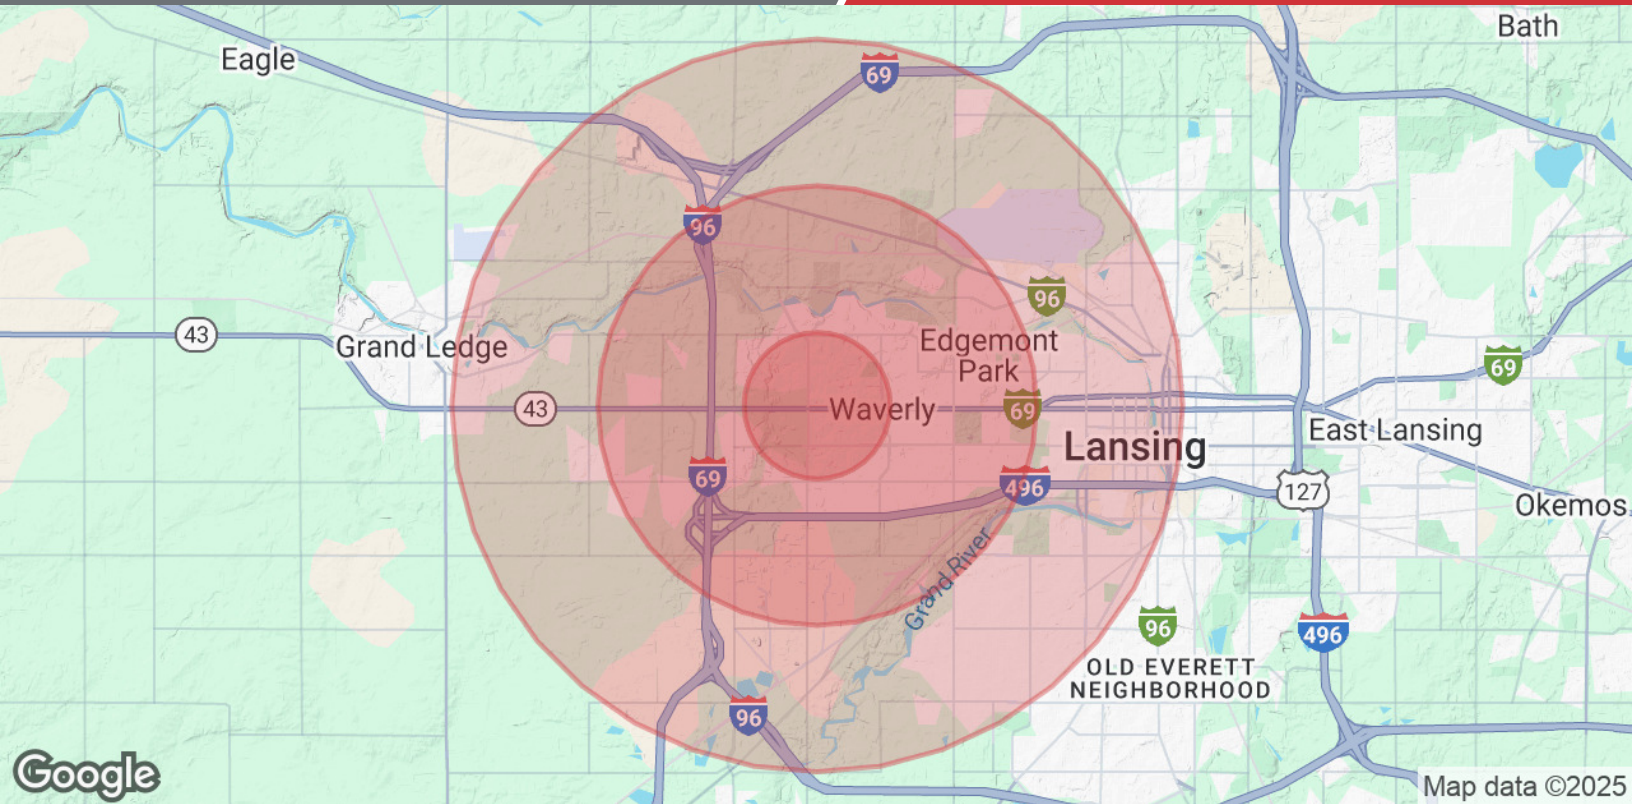 Bath
Eagle
69
96
96
43
Grand Ledge
Edgemont
Park
69
43
Waverly
69
Lansing
East Lansing
69
496
127
Okemos
Grand River
96
496
OLD EVERETT
NEIGHBORHOOD
96
Google
Map data ©2025